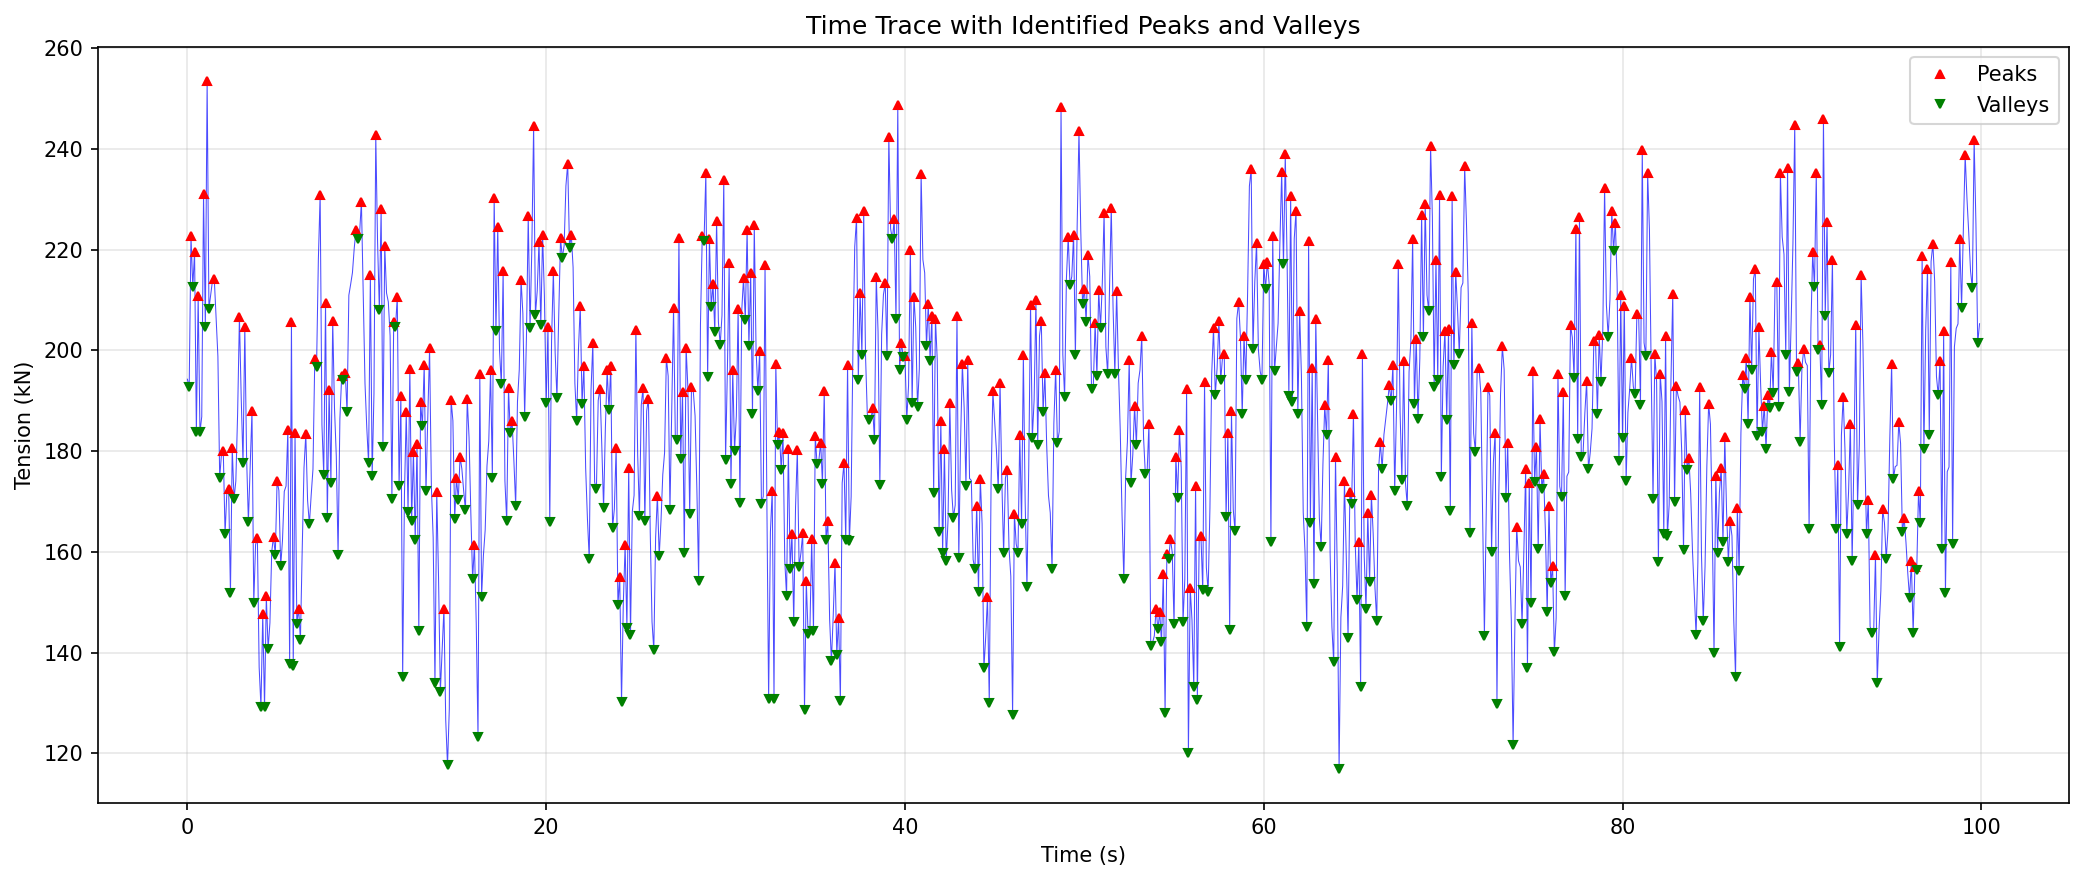 Time Trace with Identified Peaks and Valleys
Peaks
Valleys
Tension (kN)
260
240
220
200
180
160
140
120
0 20 40 60 80 100
Time (s)